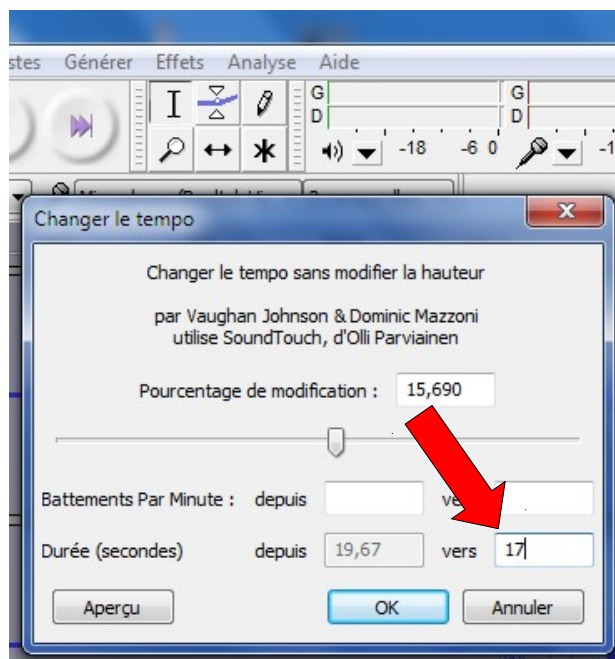 stes Générer Effets Analyse Aide
G G
D D
-18 -6 0 -1
Changer le tempo
Changer le tempo sans modifier la hauteur
par Vaughan Johnson & Dominic Mazzoni
utilise SoundTouch, d'Olli Parviainen
Pourcentage de modification : 15,690
Battements Par Minute : depuis
Durée (secondes) depuis 19,67 vers 17
Aperçu OK Annuler